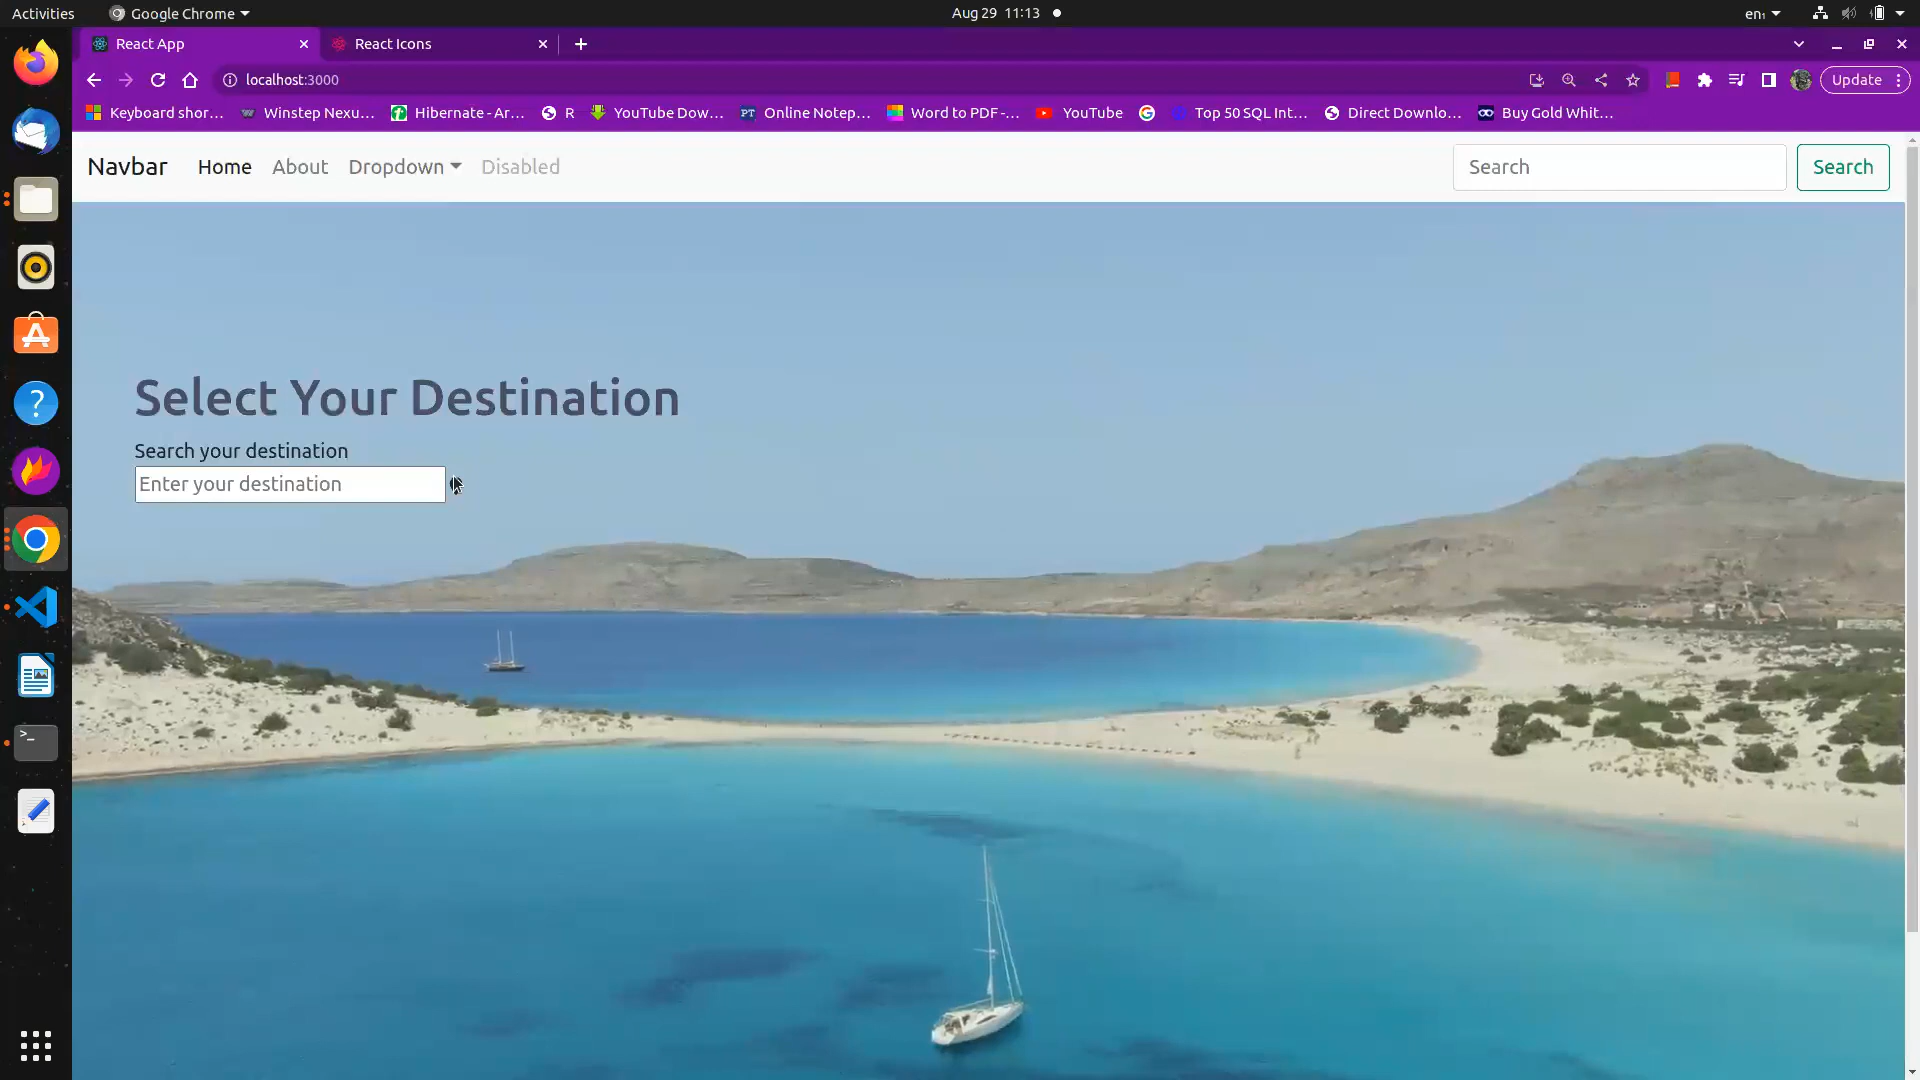 Activities
Google Chrome
Aug 29 11:13
en₁
React App
React Icons
localhost:3000
Update
Keyboard shor...
Winstep Nexu...
Hibernate - Ar...
R
YouTube Dow...
PT
Online Notep...
Word to PDF -...
YouTube
Top 50 SQL Int...
Direct Downlo...
Buy Gold Whit...
Navbar
Home
About
Dropdown
Disabled
Search
Search
Select Your Destination
Search your destination
Enter your destination